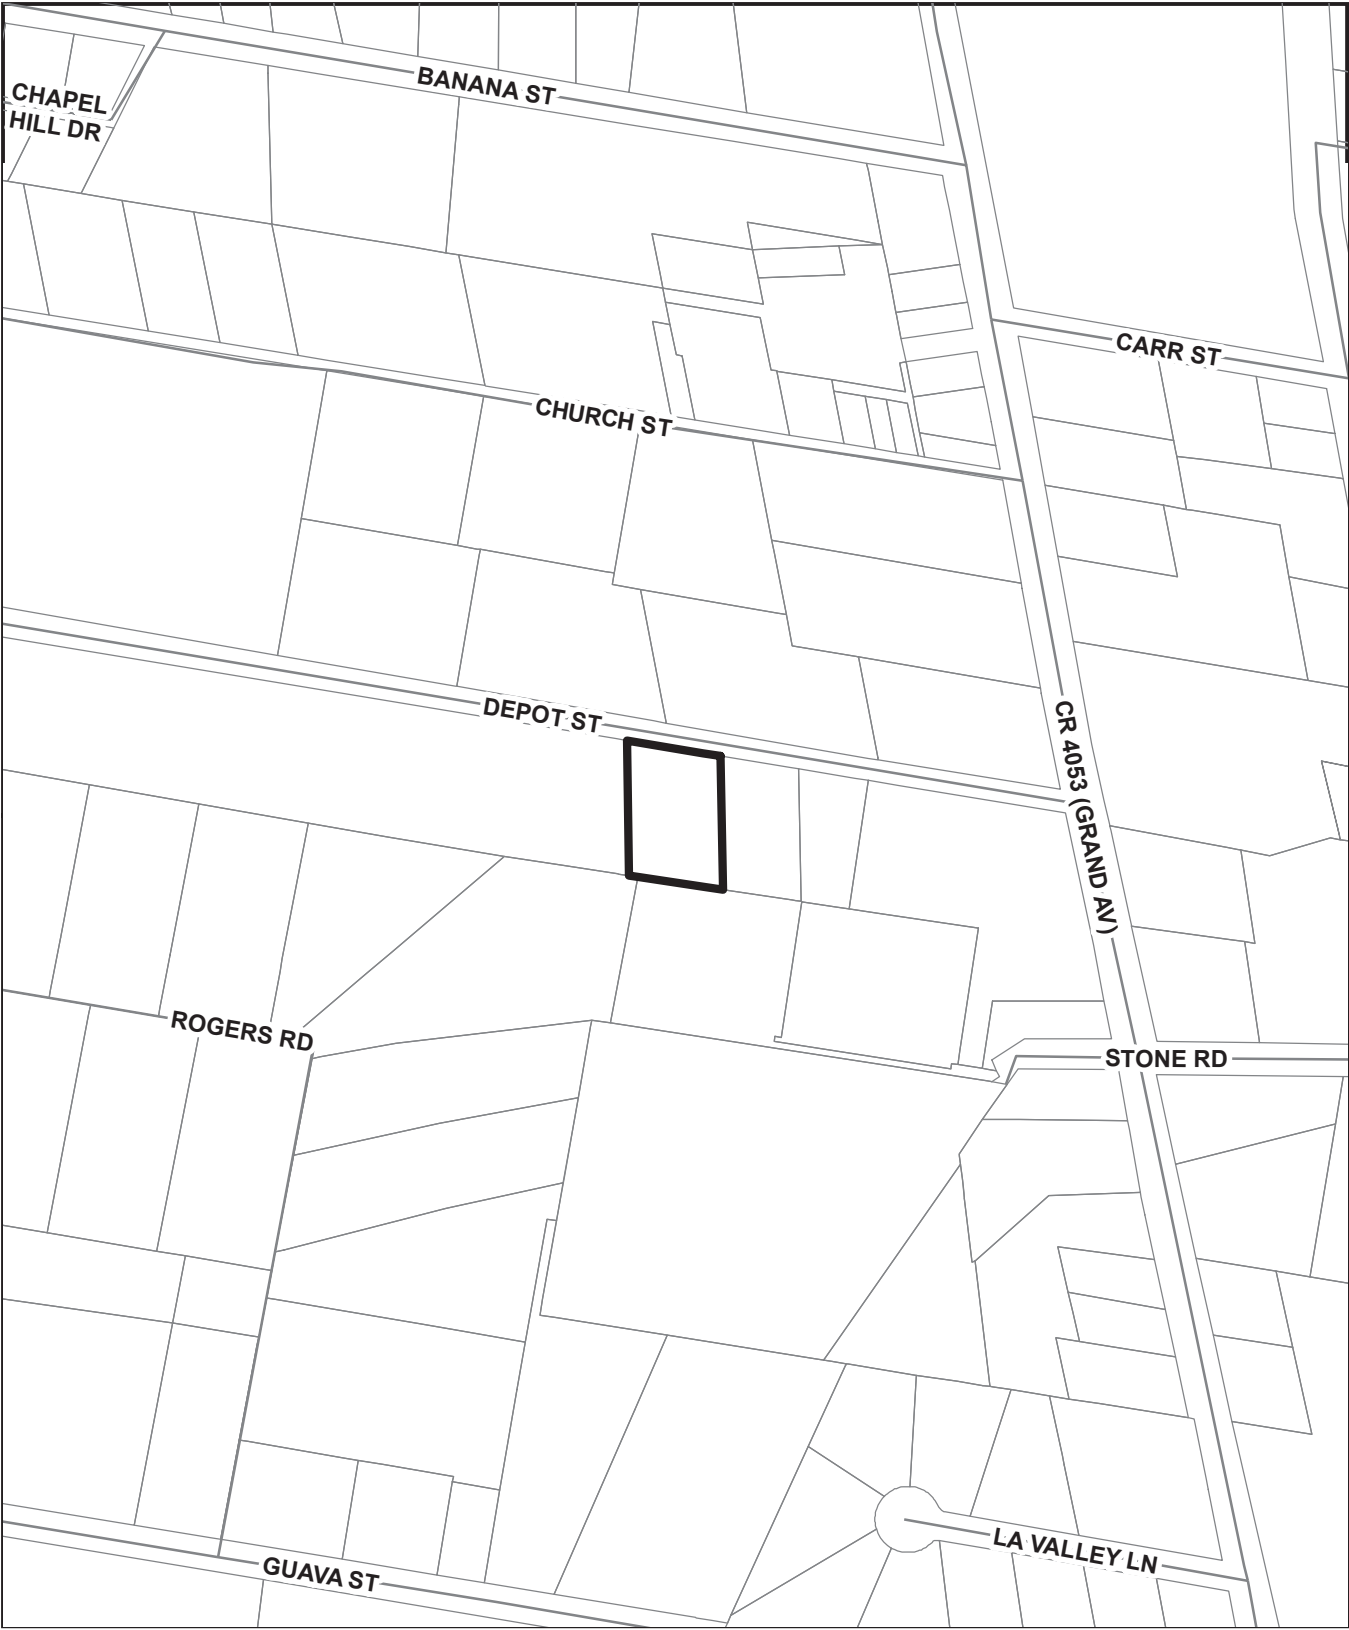 BANANA ST
CHAPEL
HILL DR
CARR ST
CHURCH ST
DEPOT ST
CR 4053 (GRAND AV)
ROGERS RD
STONE RD
LA VALLEY LN
GUAVA ST